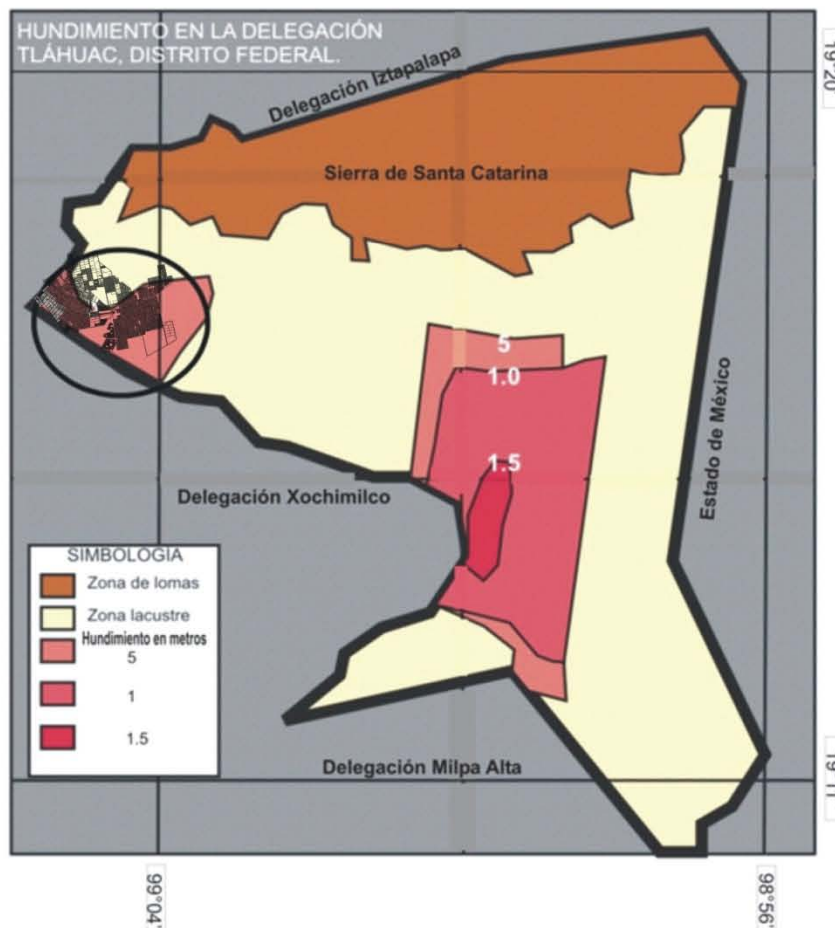 HUNDIMIENTO EN LA DELEGACIÓN
TLÁHUAC, DISTRITO FEDERAL.
19°20'
Delegación Iztapalapa
Sierra de Santa Catarina
5
1.0
1.5
Estado de México
Delegación Xochimilco
SIMBOLOGIA
Zona de lomas
Zona lacustre
Hundimiento en metros
5
1
1.5
Delegación Milpa Alta
19°11'
99°04'
98°56'